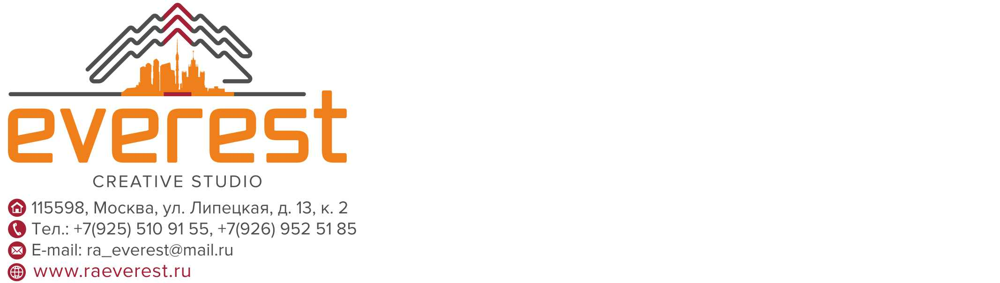 everest
CREATIVE STUDIO
115598, Москва, ул. Липецкая, д. 13, к. 2
Тел.: +7(925) 510 91 55, +7(926) 952 51 85
E-mail: ra_everest@mail.ru
www.raeverest.ru